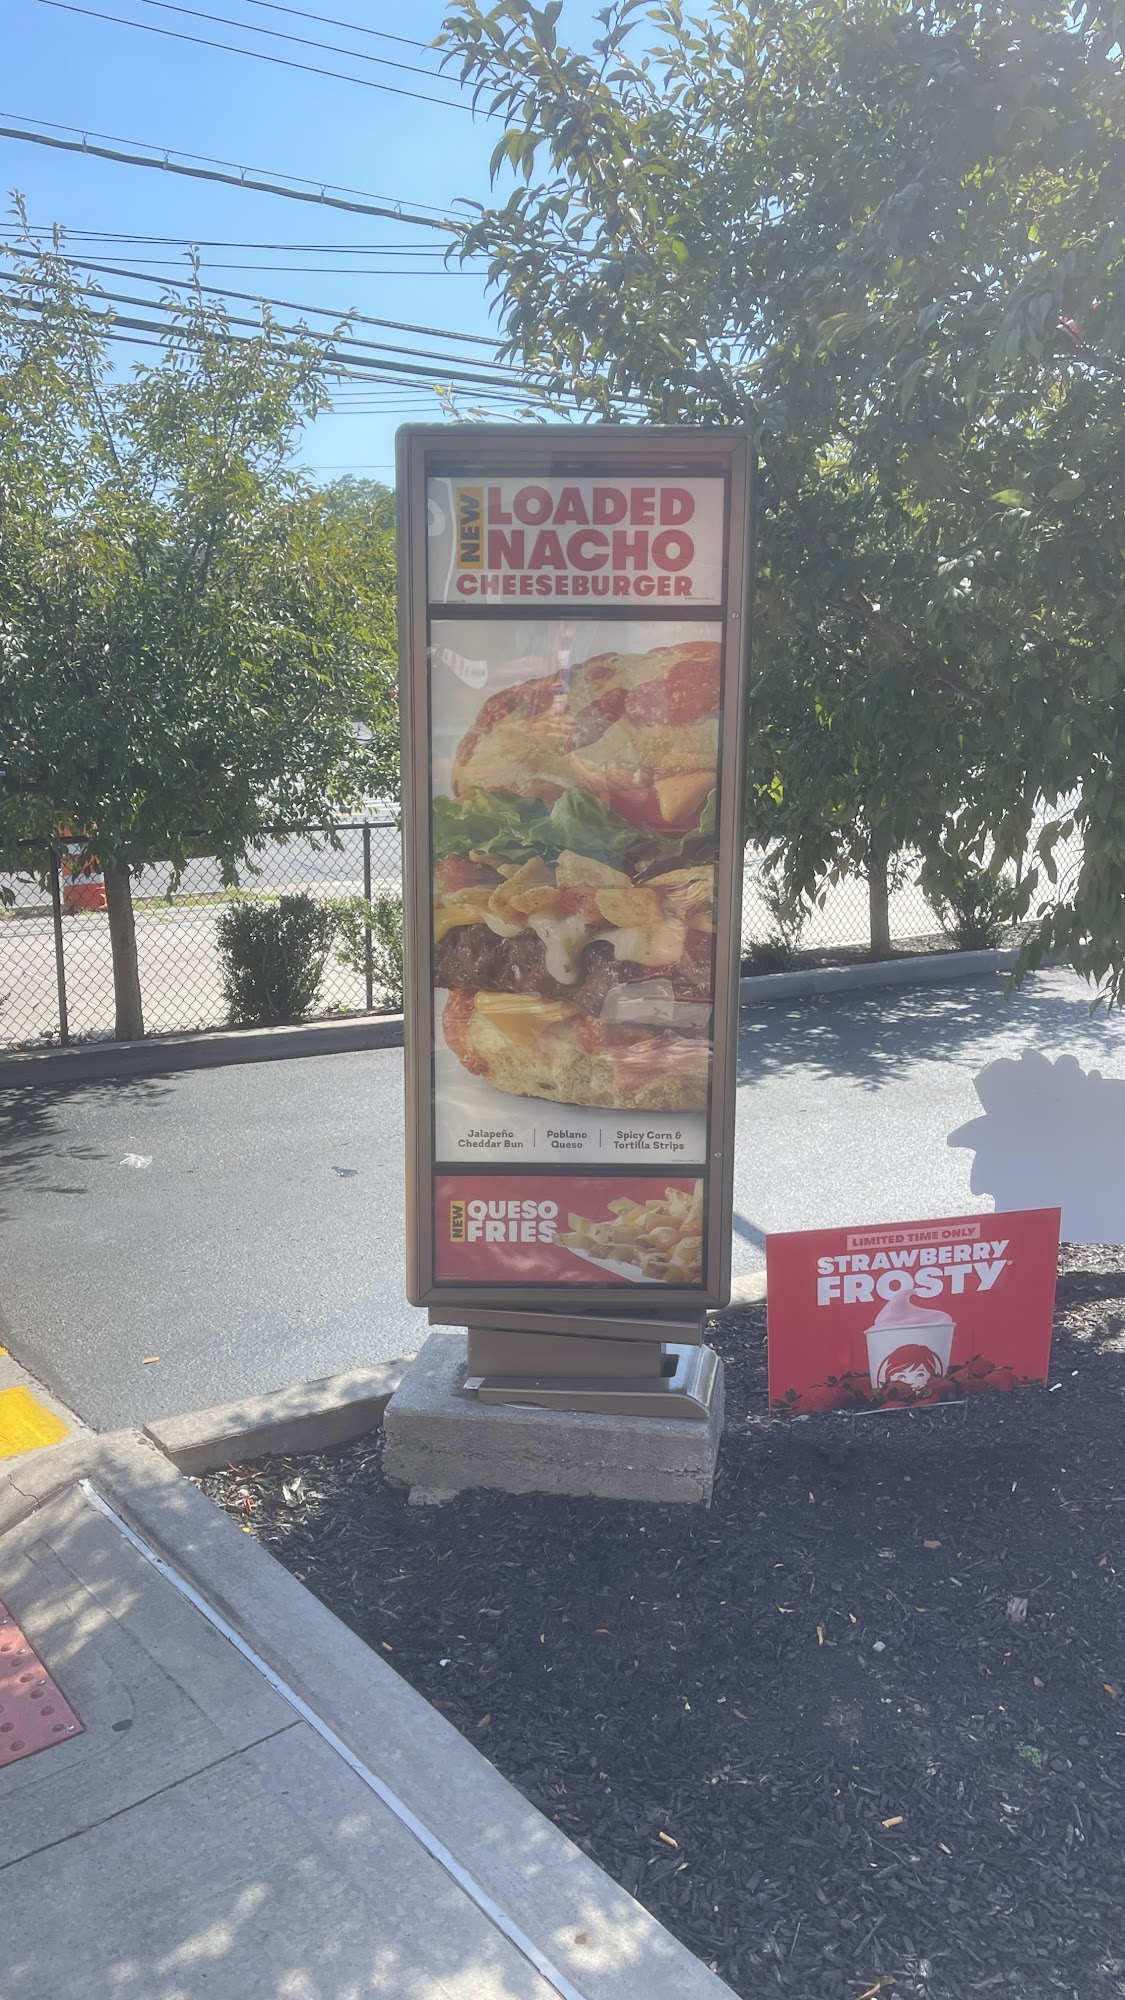 NEW
LOADED
NACHO
CHEESEBURGER
Jalapeño
Cheddar Bun
Poblano
Queso
Spicy Corn &
Tortilla Strips
NEW
QUESO
FRIES
LIMITED TIME ONLY
STRAWBERRY
FROSTY®